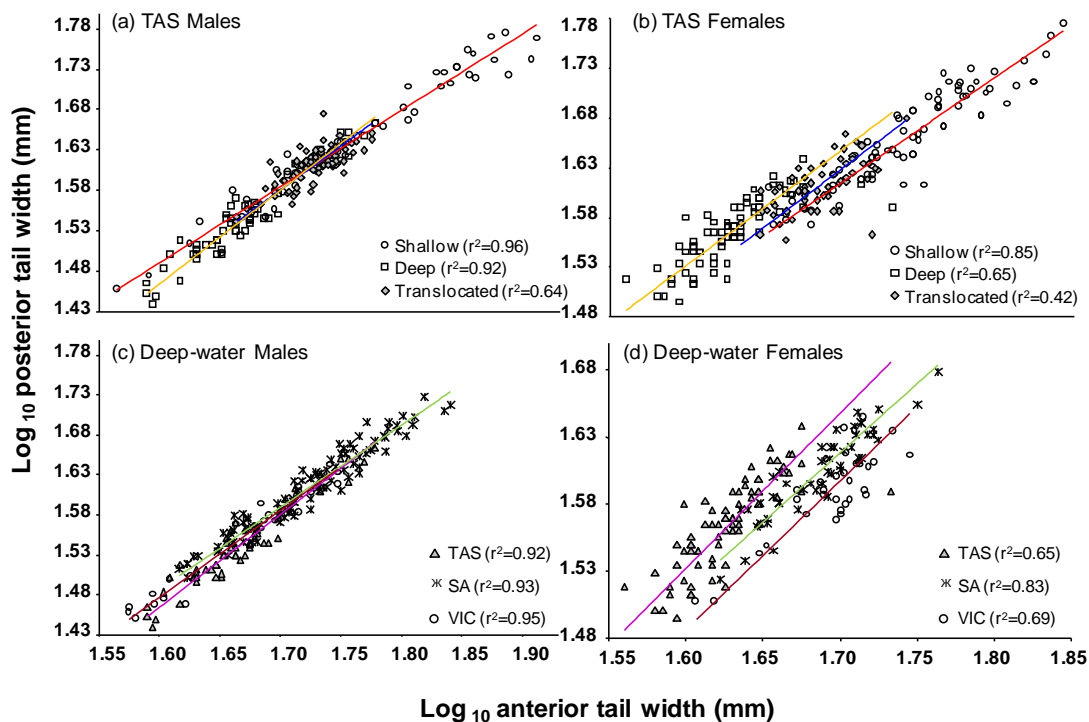 (a) TAS Males
1.78
1.73
1.68
1.63
1.58
1.53
1.48
1.43
Shallow (r²=0.96)
Deep (r²=0.92)
Translocated (r²=0.64)
(b) TAS Females
1.78
1.73
1.68
1.63
1.58
1.53
1.48
Shallow (r²=0.85)
Deep (r²=0.65)
Translocated (r²=0.42)
Log 10 posterior tail width (mm)
(c) Deep-water Males
1.78
1.73
1.68
1.63
1.58
1.53
1.48
1.43
TAS (r²=0.92)
SA (r²=0.93)
VIC (r²=0.95)
1.55 1.60 1.65 1.70 1.75 1.80 1.85 1.90
(d) Deep-water Females
1.68
1.63
1.58
1.53
1.48
TAS (r²=0.65)
SA (r²=0.83)
VIC (r²=0.69)
1.55 1.60 1.65 1.70 1.75 1.80 1.85
Log 10 anterior tail width (mm)